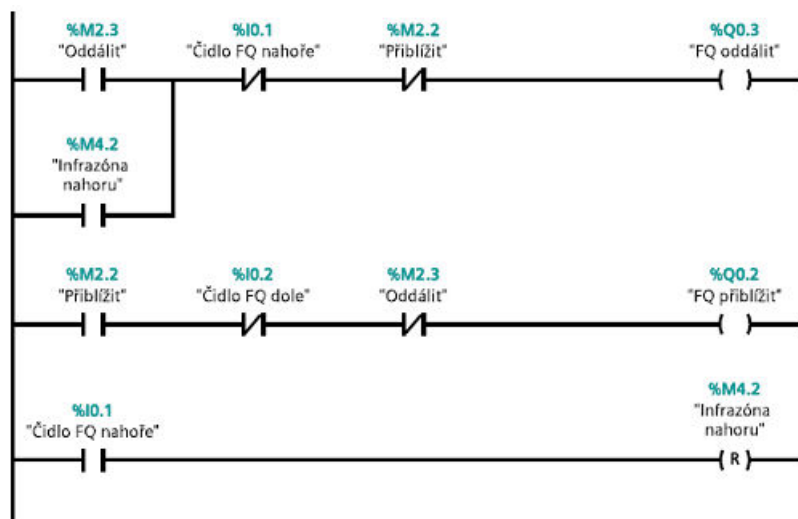 %M2.3 %I0.1 %M2.2 %Q0.3
"Oddálit" "Čidlo FQ nahoře" "Přiblížit" "FQ oddálit"
%M4.2
"Infrazóna
nahoru"
%M2.2 %I0.2 %M2.3 %Q0.2
"Přiblížit" "Čidlo FQ dole" "Oddálit" "FQ přiblížit"
%M4.2
%I0.1 "Infrazóna
"Čidlo FQ nahoře" nahoru"
R